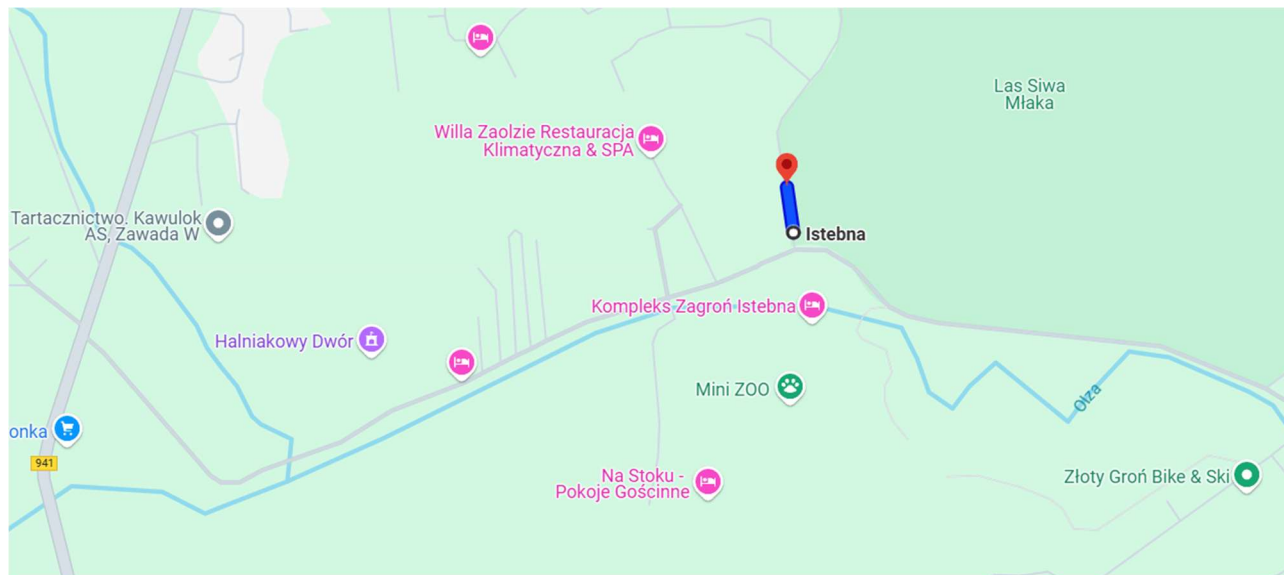 Las Siwa
Młaka
Willa Zaolzie Restauracja
Klimatyczna & SPA
Tartacznictwo. Kawulok
AS, Zawada W
Istebna
Kompleks Zagroń Istebna
Halniakowy Dwór
Mini ZOO
Olza
onka
941
Na Stoku -
Pokoje Gościnne
Złoty Groń Bike & Ski